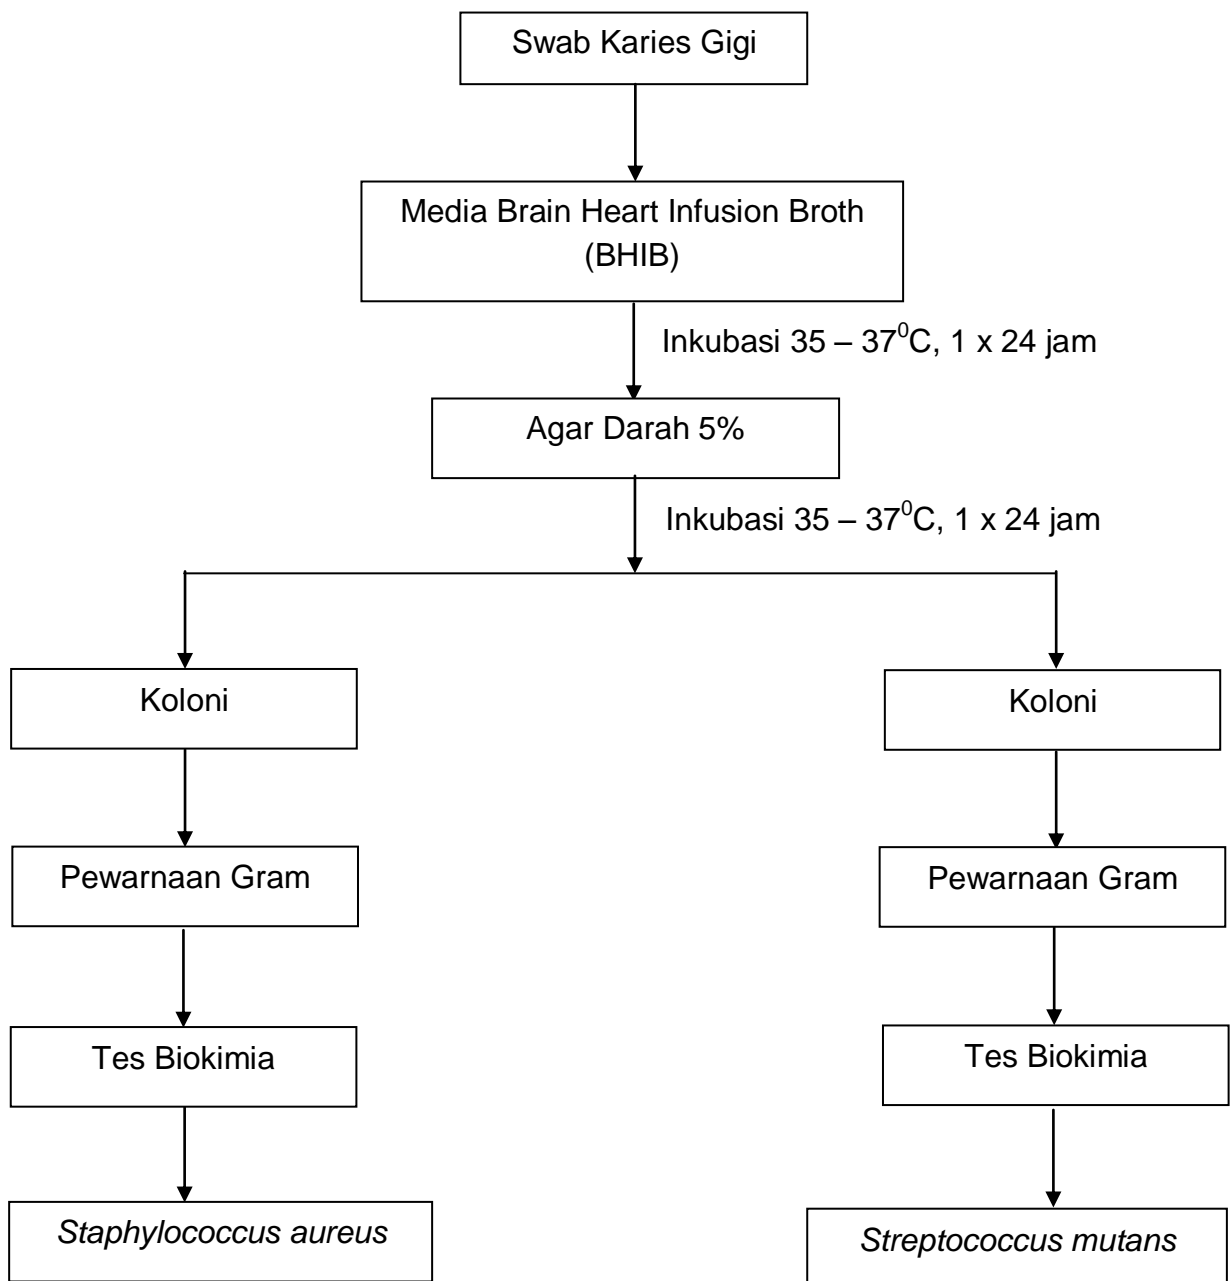 Swab Karies Gigi
Media Brain Heart Infusion Broth
(BHIB)
Inkubasi 35 – 37⁰C, 1 x 24 jam
Agar Darah 5%
Inkubasi 35 – 37⁰C, 1 x 24 jam
Koloni
Koloni
Pewarnaan Gram
Pewarnaan Gram
Tes Biokimia
Tes Biokimia
Staphylococcus aureus
Streptococcus mutans